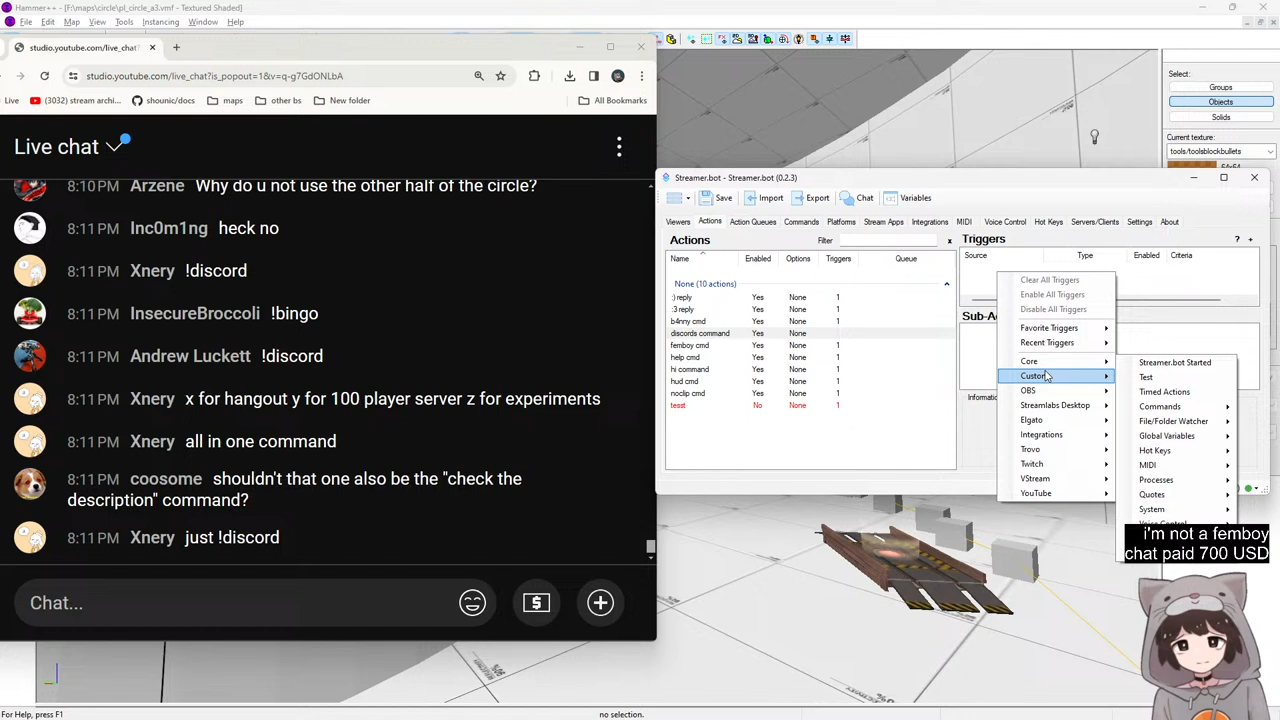 Hammer++ - [F:\maps\circle\pl_circle_a3.vmf - Textured Shaded]
File Edit Map View Tools Instancing Window Help
studio.youtube.com/live_chat?
studio.youtube.com/live_chat?is_popout=1&v=q-g7GdONLbA
Live (3032) stream archi... shounic/docs maps other bs New folder All Bookmarks
Live chat
8:10 PM Arzene Why do u not use the other half of the circle?
8:11 PM Inc0m1ng heck no
8:11 PM Xnery !discord
8:11 PM InsecureBroccoli !bingo
8:11 PM Andrew Luckett !discord
8:11 PM Xnery x for hangout y for 100 player server z for experiments
8:11 PM Xnery all in one command
8:11 PM coosome shouldn't that one also be the "check the
description" command?
8:11 PM Xnery just !discord
Chat...
Select:
Groups
Objects
Solids
Current texture:
tools/toolsblockbullets
Streamer.bot - Streamer.bot (0.2.3)
Save Import Export Chat Variables
Viewers Actions Action Queues Commands Platforms Stream Apps Integrations MIDI Voice Control Hot Keys Servers/Clients Settings About
Actions Filter x
Name Enabled Options Triggers Queue
None (10 actions)
:) reply Yes None 1
:3 reply Yes None 1
b4nny cmd Yes None 1
discords command Yes None
femboy cmd Yes None 1
help cmd Yes None 1
hi command Yes None 1
hud cmd Yes None 1
noclip cmd Yes None 1
tesst No None 1
Triggers ? +
Source Type Enabled Criteria
Sub-Ac
Informatio
Clear All Triggers
Enable All Triggers
Disable All Triggers
Favorite Triggers
Recent Triggers
Core
Custom
OBS
Streamlabs Desktop
Elgato
Integrations
Trovo
Twitch
VStream
YouTube
Streamer.bot Started
Test
Timed Actions
Commands
File/Folder Watcher
Global Variables
Hot Keys
MIDI
Processes
Quotes
System
Voice Control
i'm not a femboy
chat paid 700 USD
For Help, press F1
no selection.